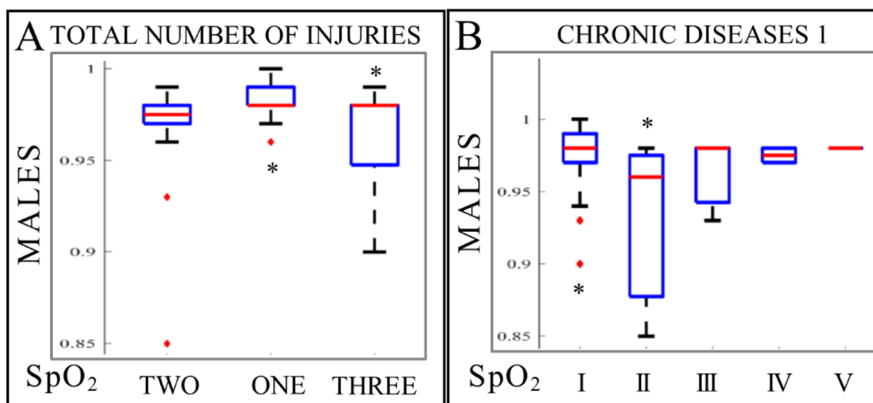 A TOTAL NUMBER OF INJURIES
MALES
1
0.95
0.9
0.85
*
*
SpO2 TWO ONE THREE
B CHRONIC DISEASES 1
MALES
1
0.95
0.9
0.85
*
*
SpO2 I II III IV V